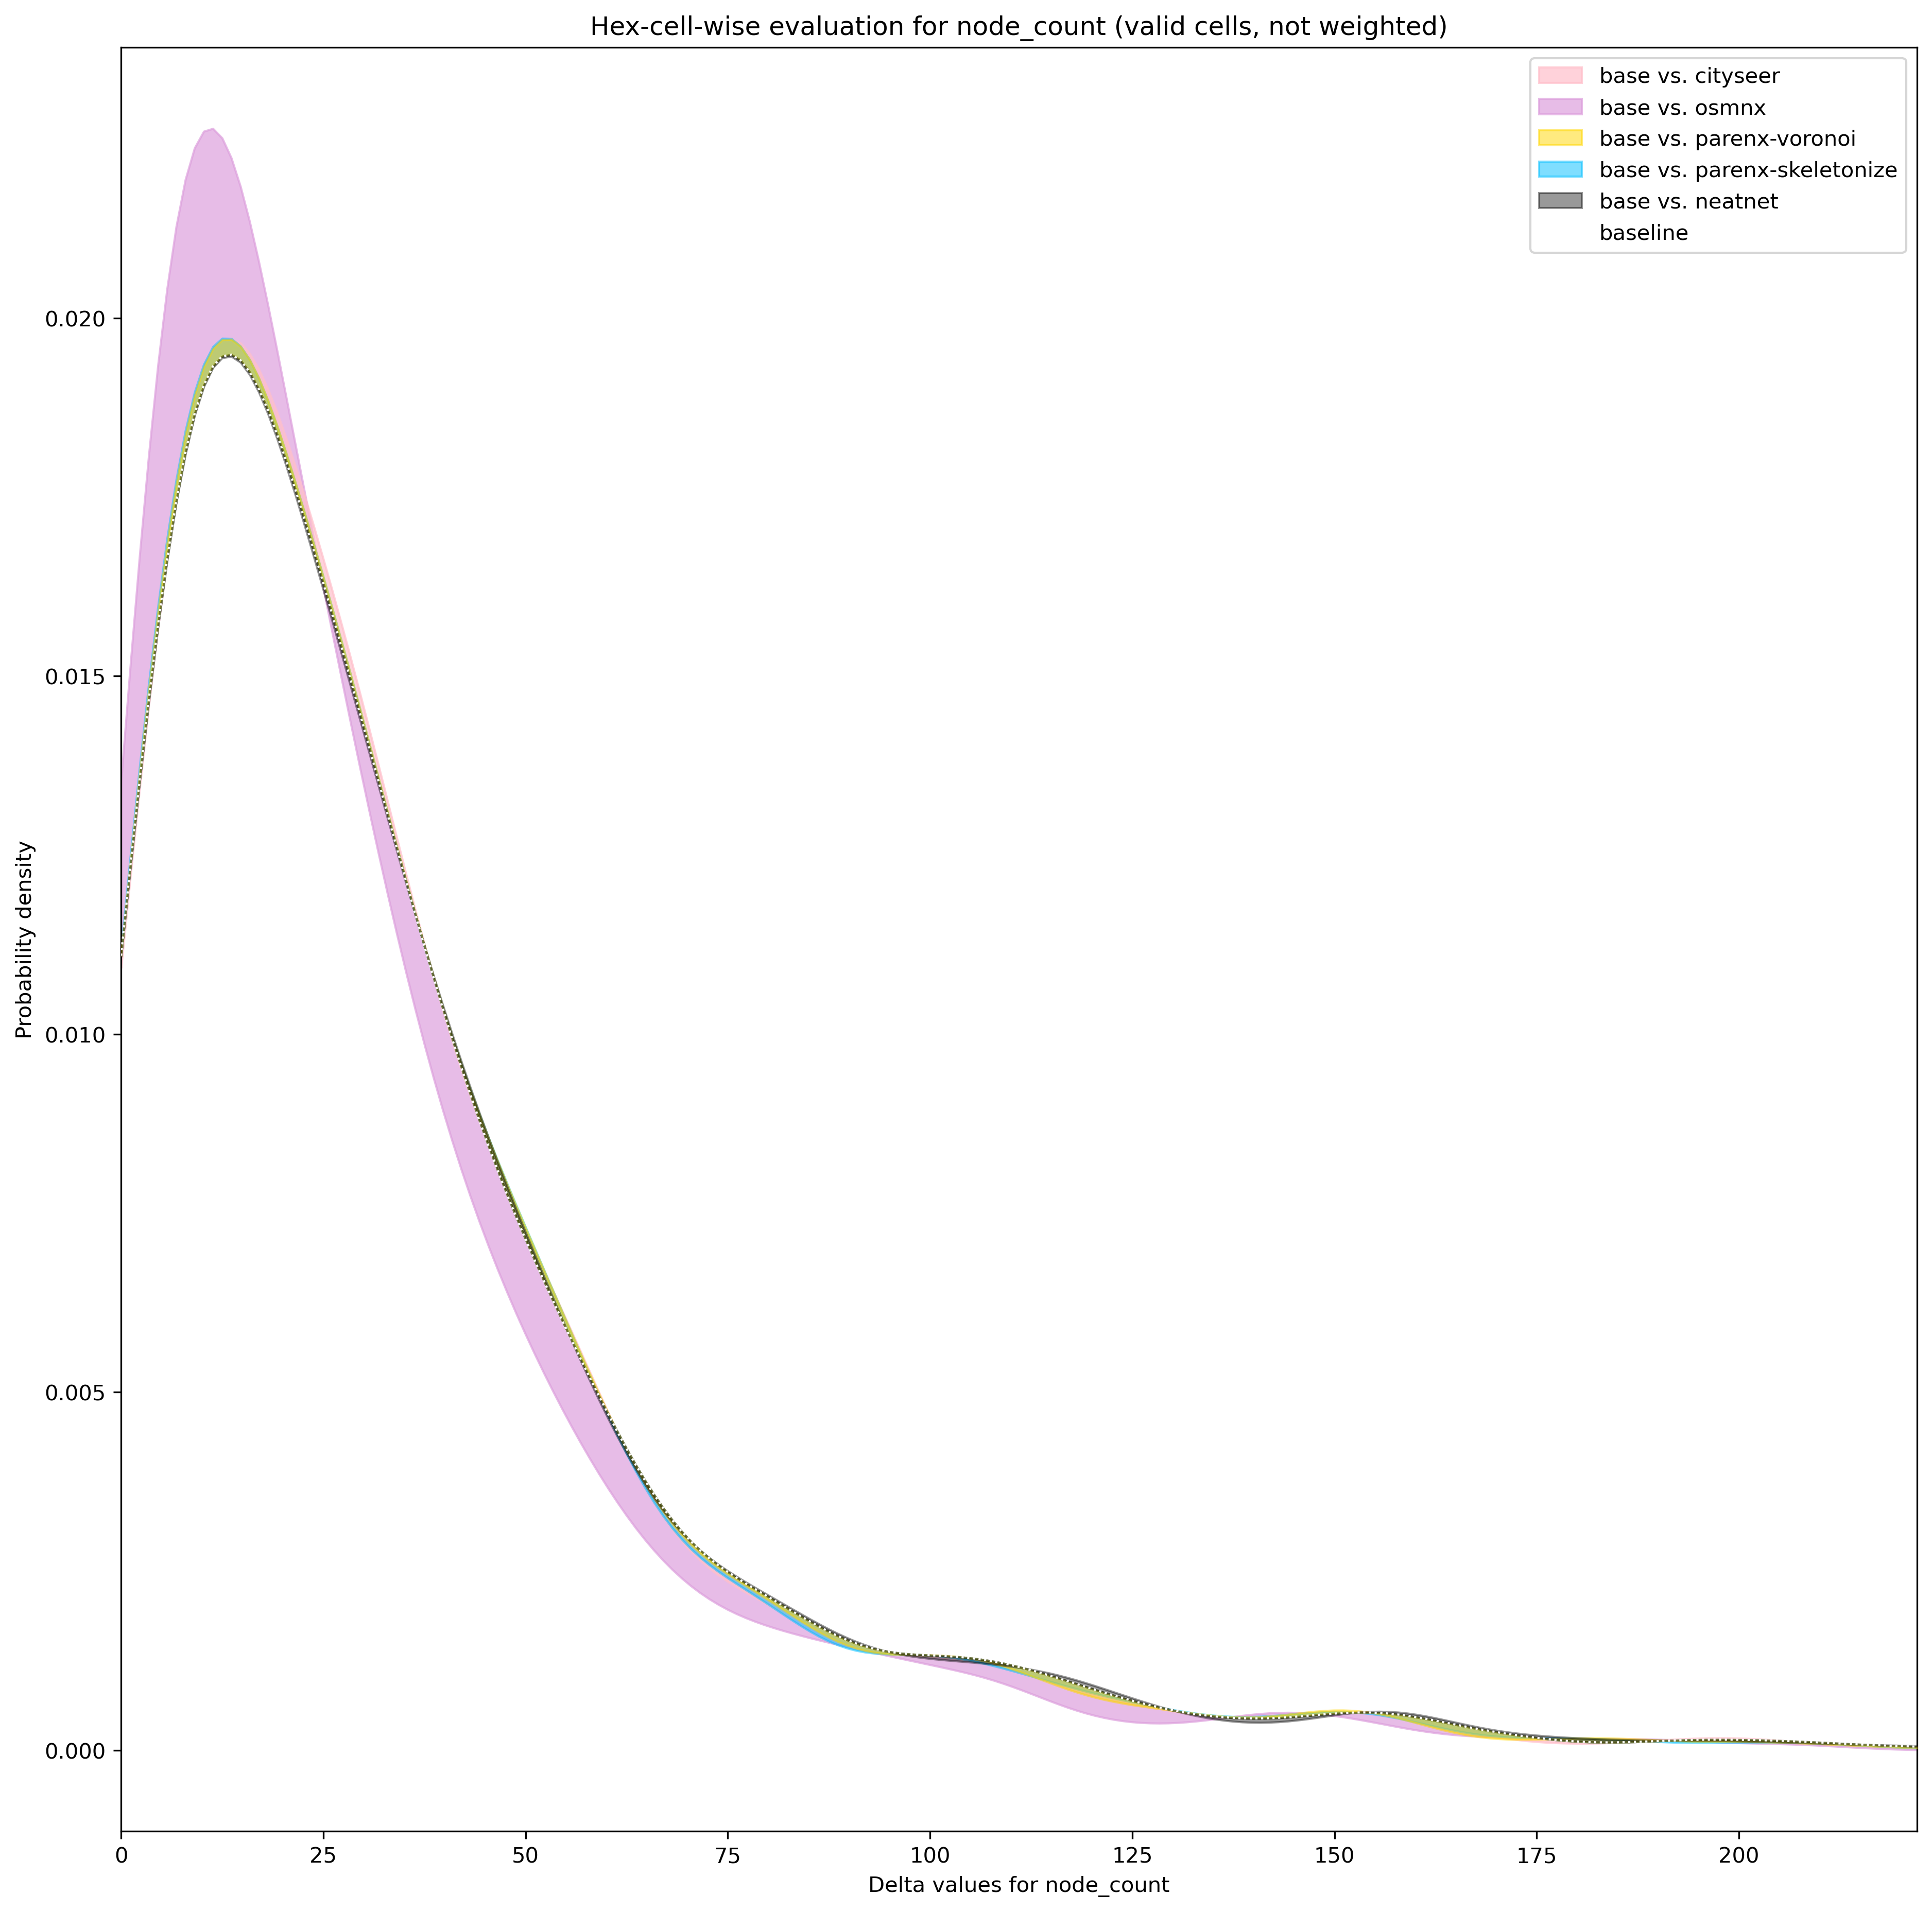 Hex-cell-wise evaluation for node_count (valid cells, not weighted)
base vs. cityseer
base vs. osmnx
base vs. parenx-voronoi
base vs. parenx-skeletonize
base vs. neatnet
baseline
0.020
0.015
0.010
0.005
0.000
Probability density
0 25 50 75 100 125 150 175 200
Delta values for node_count